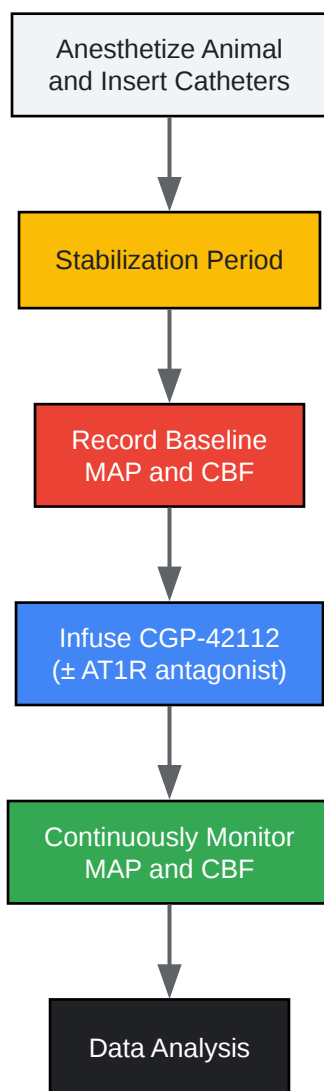 Anesthetize Animal
and Insert Catheters
Stabilization Period
Record Baseline
MAP and CBF
Infuse CGP-42112
(± AT1R antagonist)
Continuously Monitor
MAP and CBF
Data Analysis